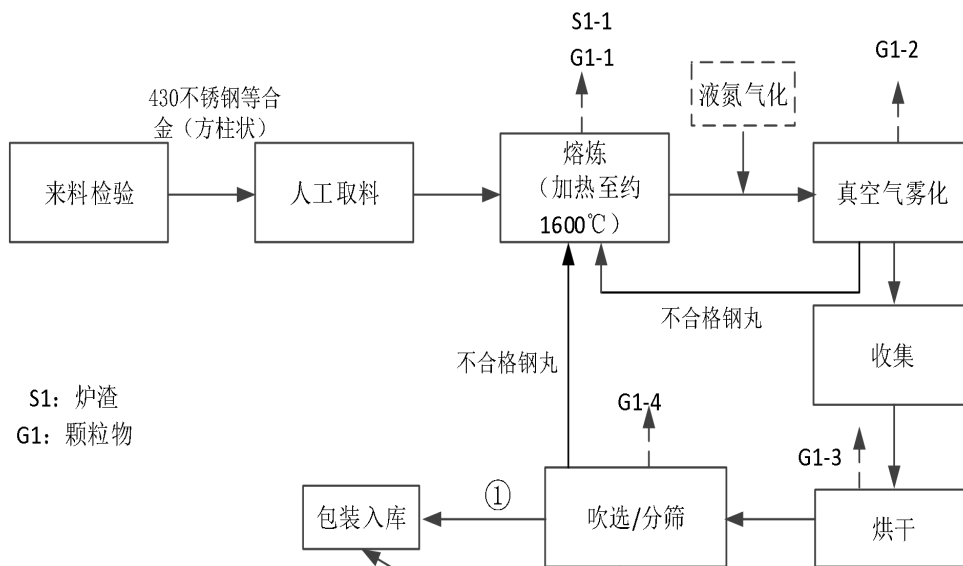 S1-1
G1-1
G1-2
液氮气化
430不锈钢等合
金（方柱状）
来料检验
人工取料
熔炼
（加热至约
1600℃）
真空气雾化
不合格钢丸
不合格钢丸
收集
S1：炉渣
G1：颗粒物
G1-4
G1-3
包装入库
①
吹选/分筛
烘干